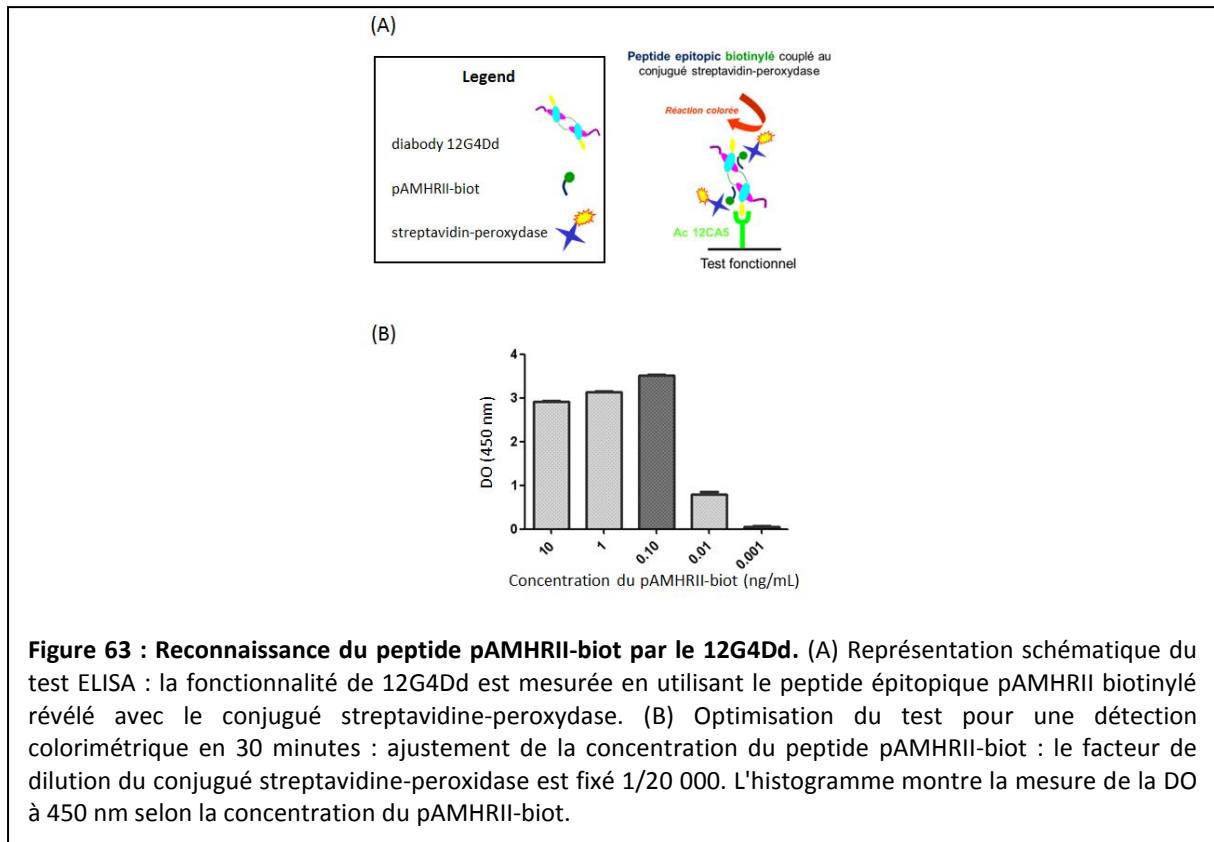 (A)
Legend
diabody 12G4Dd
pAMHRII-biot
streptavidin-peroxydase
Peptide epitopic biotinylé couplé au
conjugué streptavidin-peroxydase
Réaction colorée
Ac 12CA5
Test fonctionnel
(B)
DO (450 nm)
4
3
2
1
0
10
1
0.10
0.01
0.001
Concentration du pAMHRII-biot (ng/mL)
Figure 63 : Reconnaissance du peptide pAMHRII-biot par le 12G4Dd. (A) Représentation schématique du
test ELISA : la fonctionnalité de 12G4Dd est mesurée en utilisant le peptide épitopique pAMHRII biotinylé
révélé avec le conjugué streptavidine-peroxydase. (B) Optimisation du test pour une détection
colorimétrique en 30 minutes : ajustement de la concentration du peptide pAMHRII-biot : le facteur de
dilution du conjugué streptavidine-peroxidase est fixé 1/20 000. L'histogramme montre la mesure de la DO
à 450 nm selon la concentration du pAMHRII-biot.